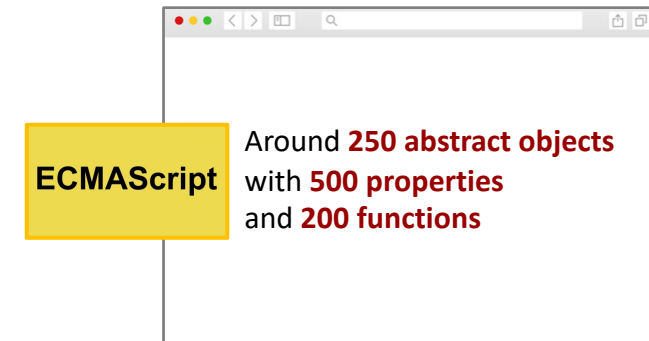 ECMAScript
Around 250 abstract objects
with 500 properties
and 200 functions